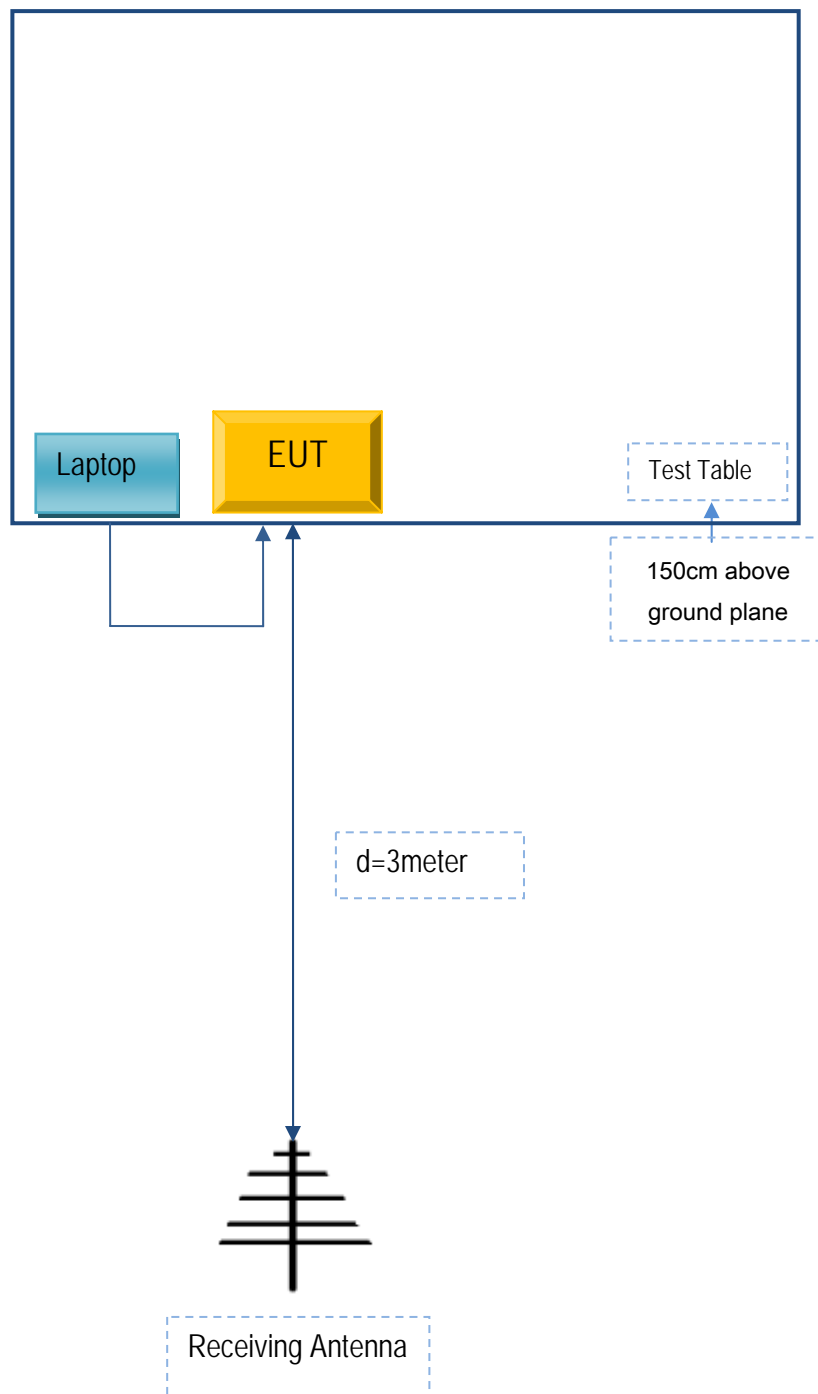 Laptop
EUT
Test Table
150cm above
ground plane
d=3meter
Receiving Antenna